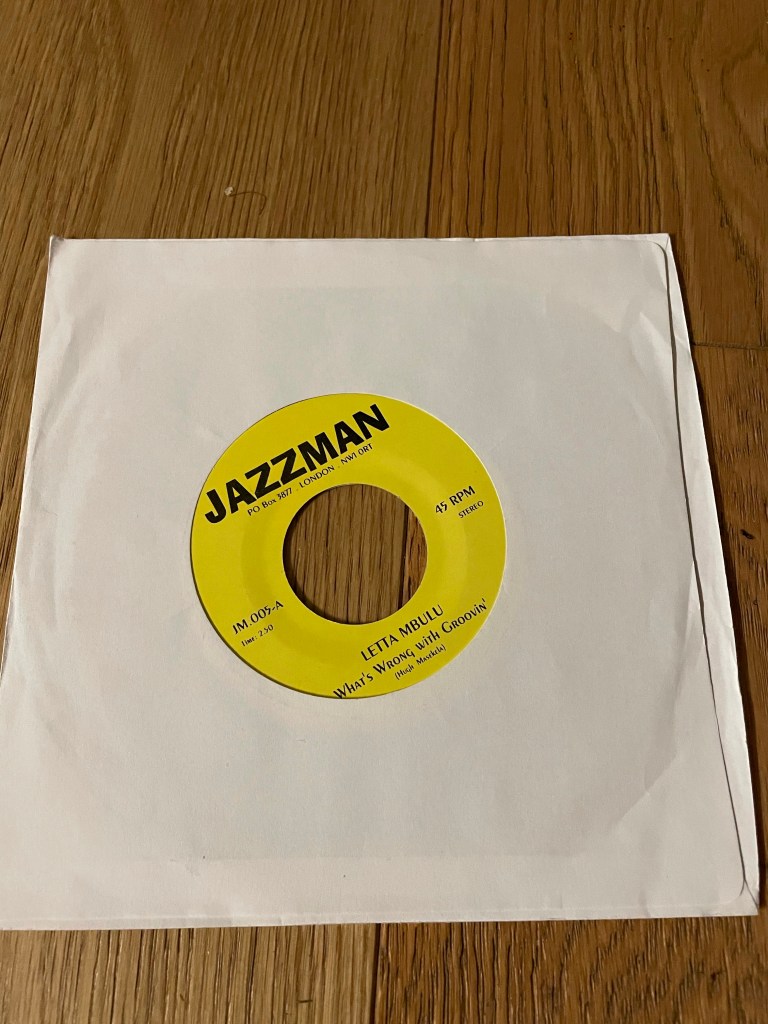 JAZZMAN
PO Box 3877 - LONDON - NW1 0RT
45 RPM
STEREO
JM.005-A
Time: 2:50
LETTA MBULU
What's Wrong with Groovin'
(Hugh Masekela)